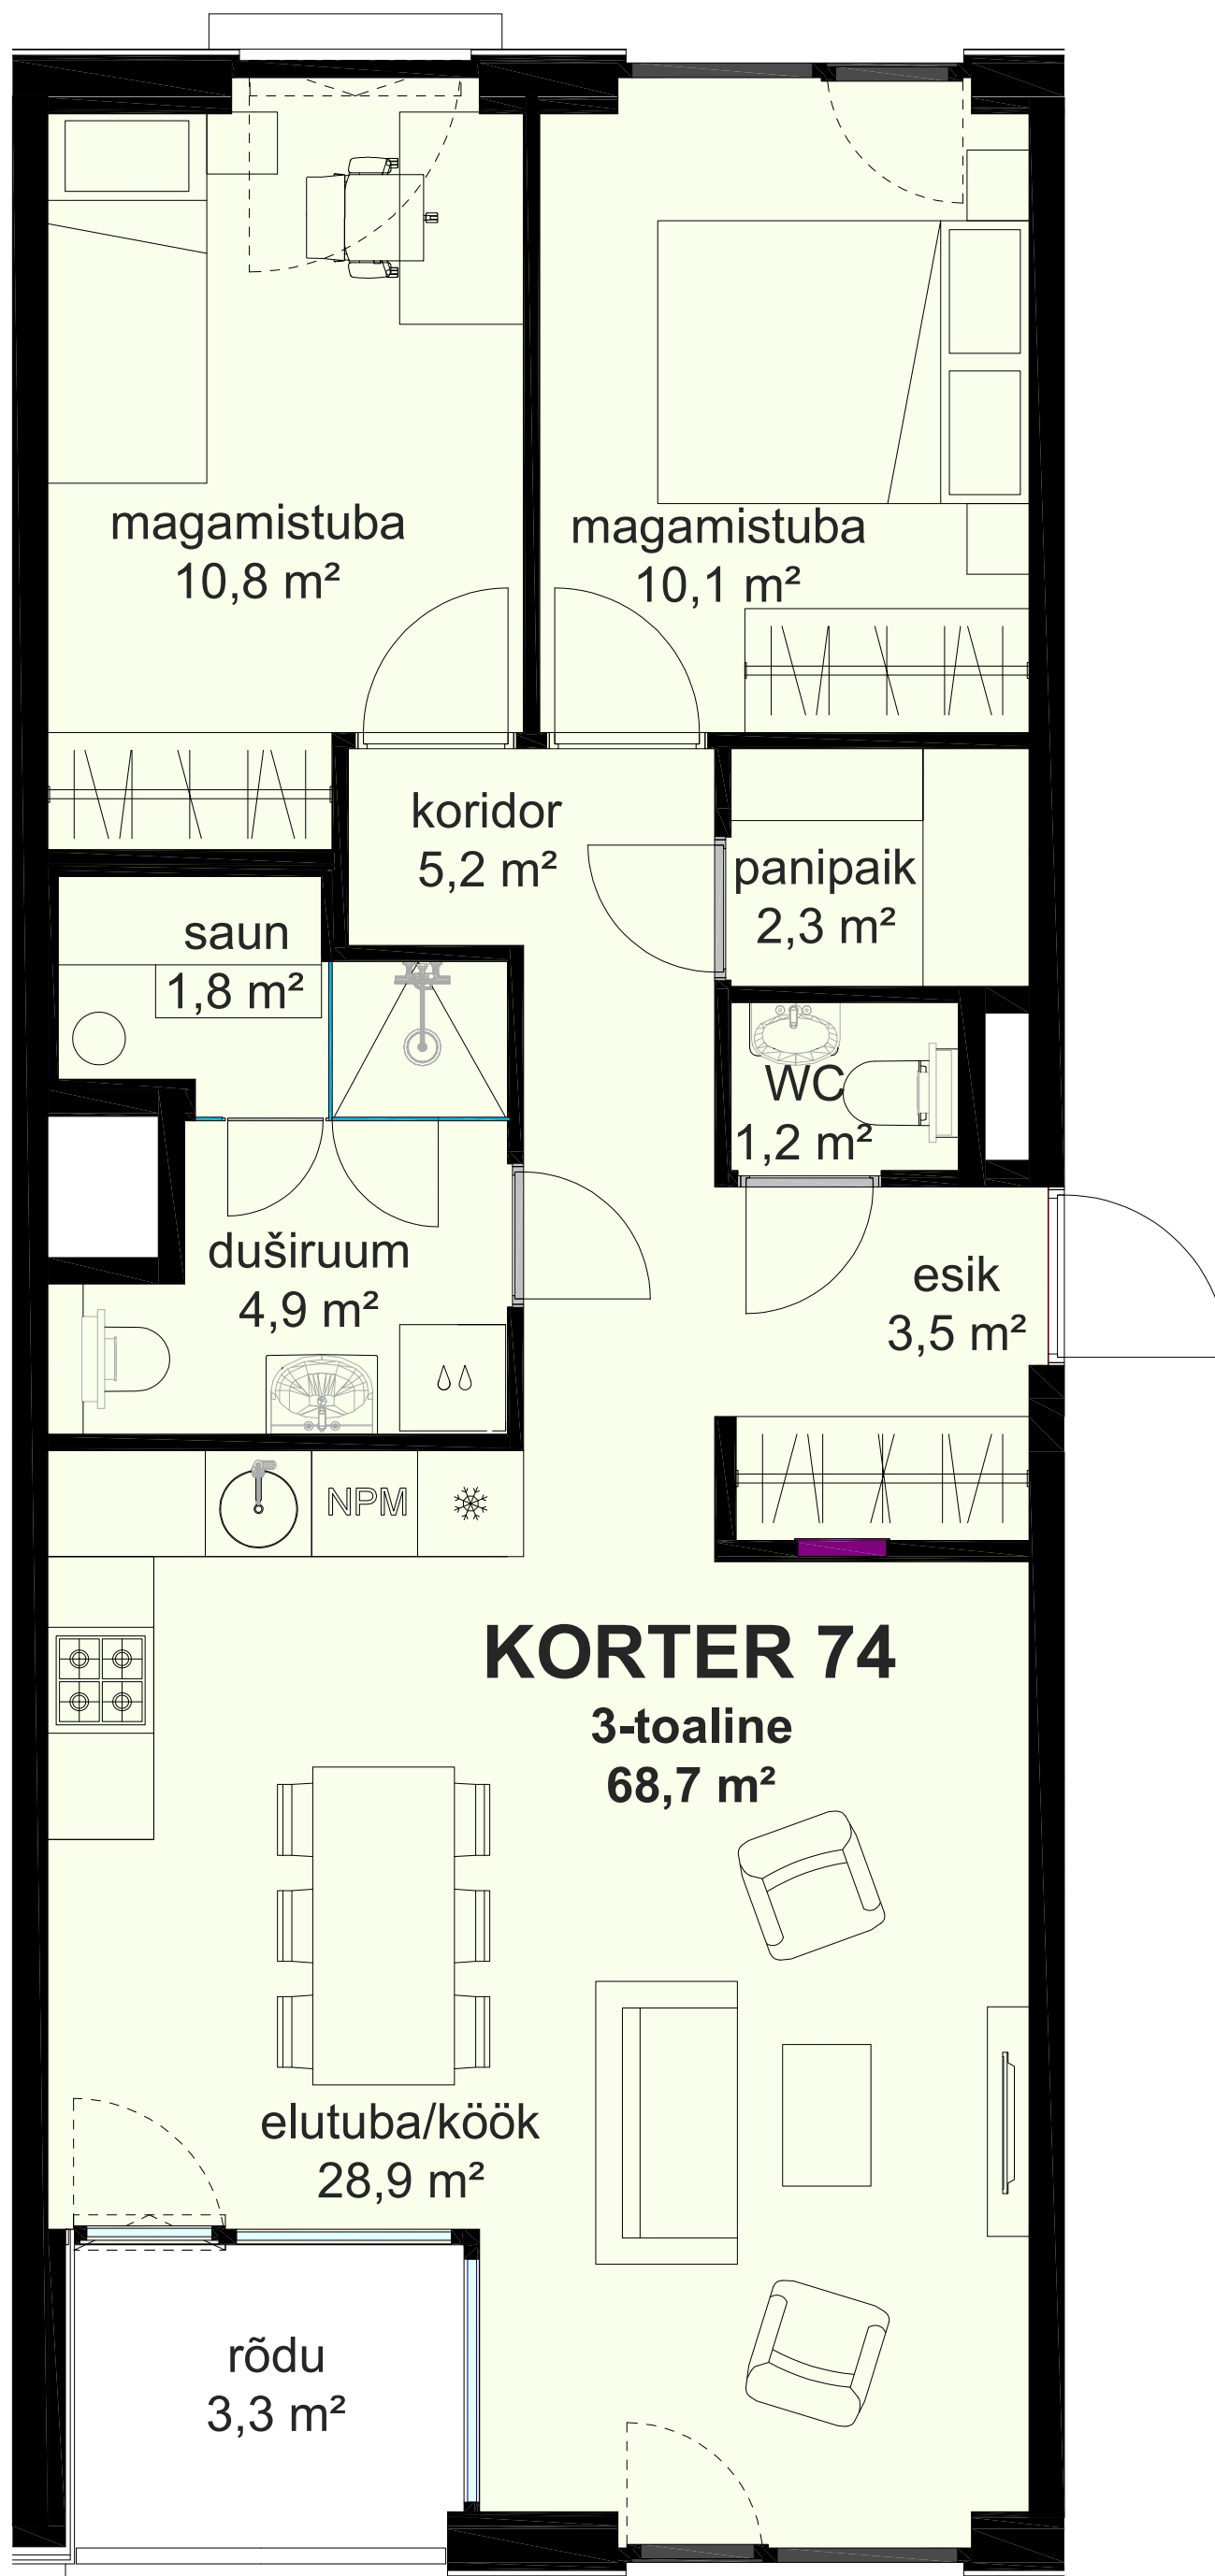 magamistuba
10,8 m²
magamistuba
10,1 m²
koridor
5,2 m²
panipaik
2,3 m²
saun
1,8 m²
WC
1,2 m²
duširuum
4,9 m²
esik
3,5 m²
NPM
KORTER 74
3-toaline
68,7 m²
elutuba/köök
28,9 m²
rõdu
3,3 m²